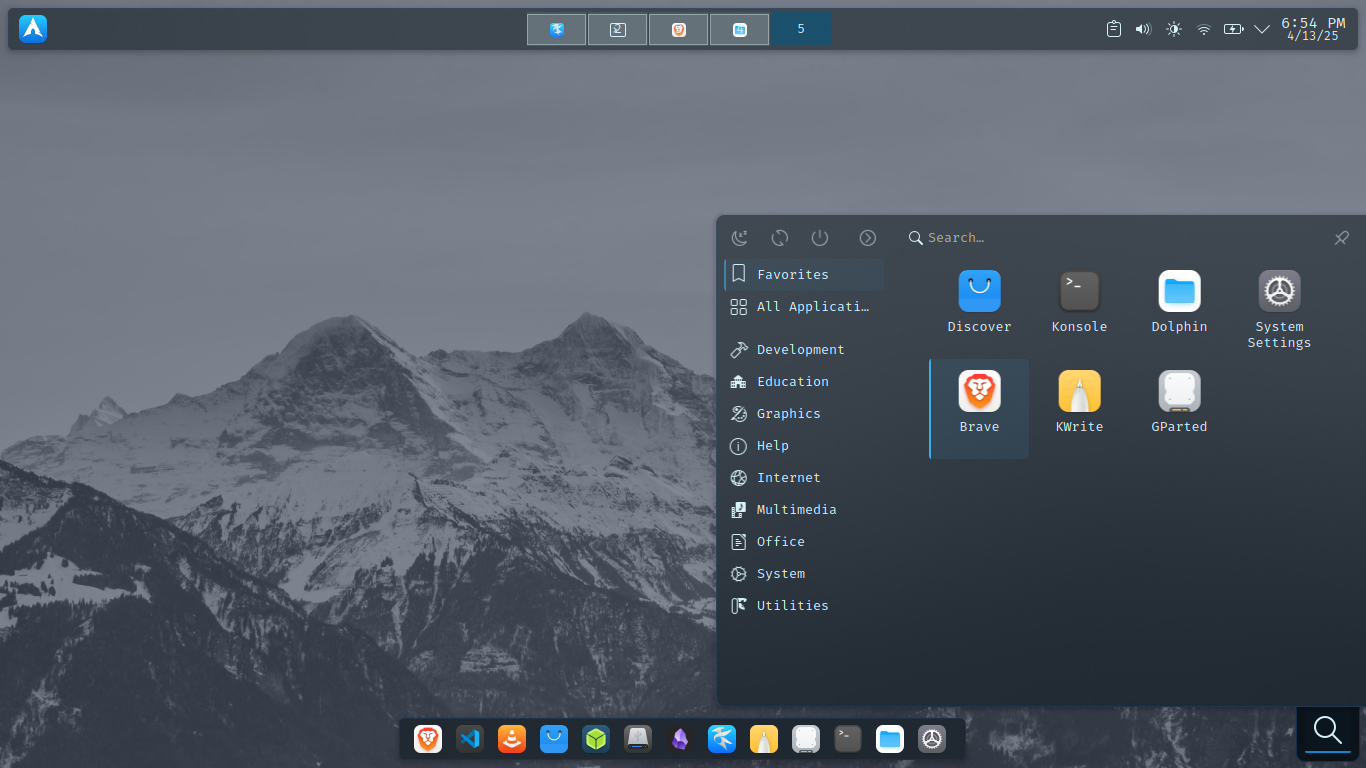 5
6:54 PM
4/13/25
Search…
Favorites
All Applicati…
Development
Education
Graphics
Help
Internet
Multimedia
Office
System
Utilities
Discover
Konsole
Dolphin
System
Settings
Brave
KWrite
GParted